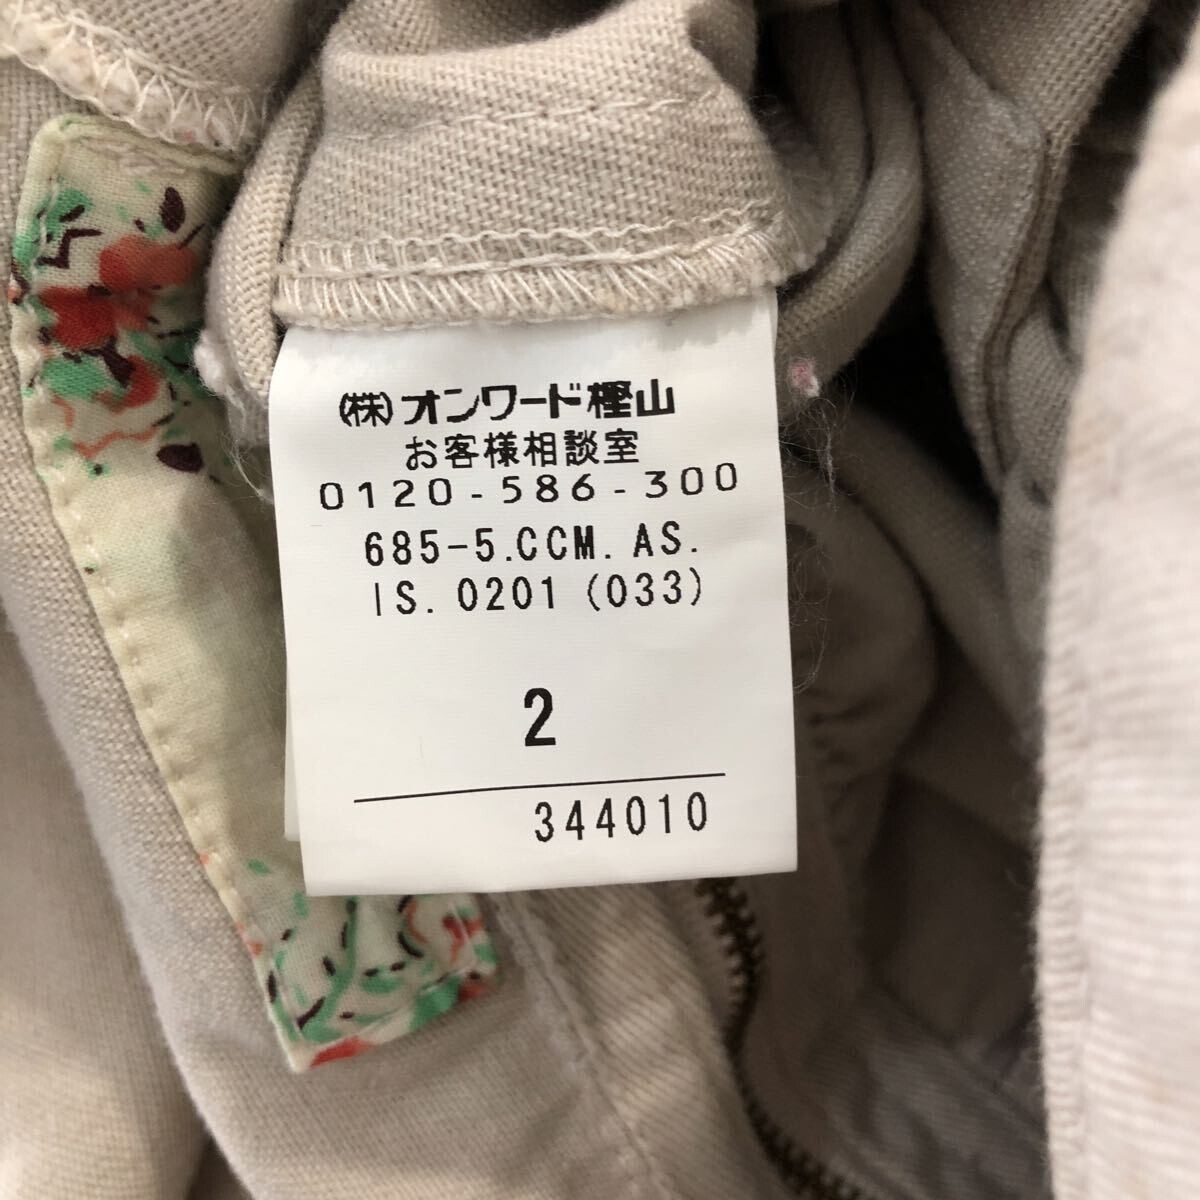 (株)オンワード樫山
お客様相談室
0120-586-300
685-5.CCM.AS.
IS.0201(033)
2
344010